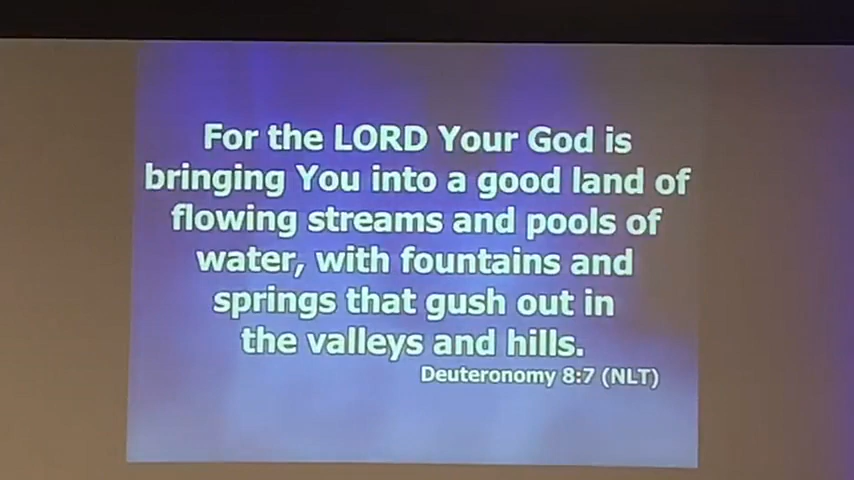 For the LORD Your God is
bringing You into a good land of
flowing streams and pools of
water, with fountains and
springs that gush out in
the valleys and hills.
Deuteronomy 8:7 (NLT)